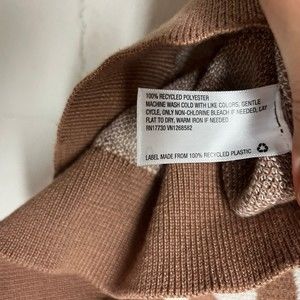 100% RECYCLED POLYESTER
MACHINE WASH COLD WITH LIKE COLORS, GENTLE
CYCLE, ONLY NON-CHLORINE BLEACH IF NEEDED, LAY
FLAT TO DRY, WARM IRON IF NEEDED
RN17730 VN1268582
LABEL MADE FROM 100% RECYCLED PLASTIC